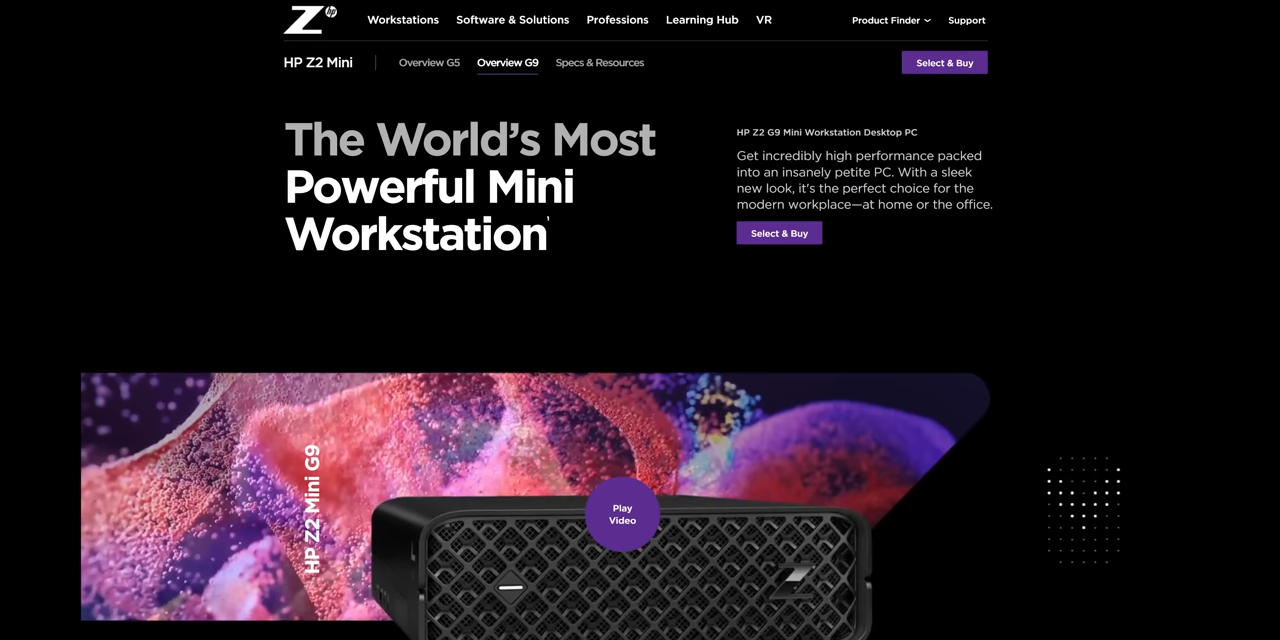 Z hp
Workstations Software & Solutions Professions Learning Hub VR Product Finder Support
HP Z2 Mini Overview G5 Overview G9 Specs & Resources Select & Buy
The World's Most
Powerful Mini
Workstation¹
HP Z2 G9 Mini Workstation Desktop PC
Get incredibly high performance packed
into an insanely petite PC. With a sleek
new look, it's the perfect choice for the
modern workplace—at home or the office.
Select & Buy
HP Z2 Mini G9
Play
Video
Z